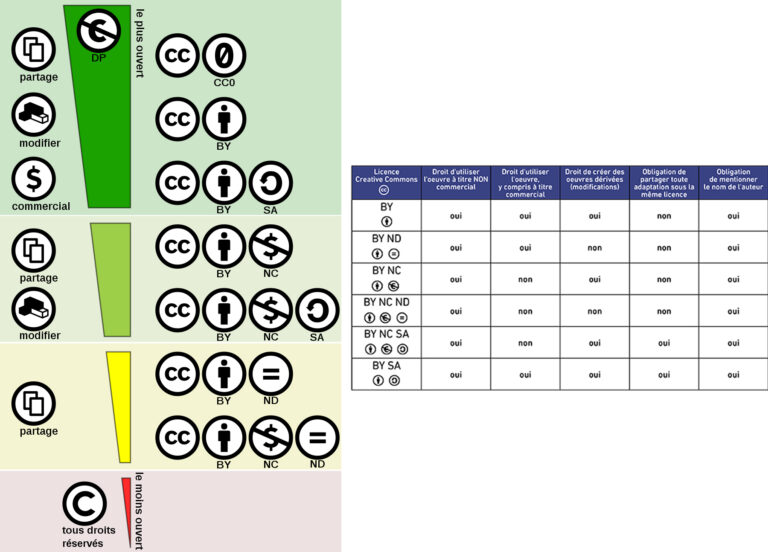 le plus ouvert
DP
partage
CC0
modifier
BY
commercial
BY SA
partage
BY NC
modifier
BY NC SA
BY ND
partage
BY NC ND
tous droits
réservés
le moins ouvert
Licence
Creative Commons
Droit d'utiliser
l'oeuvre à titre NON
commercial
Droit d'utiliser
l'oeuvre,
y compris à titre
commercial
Droit de créer des
oeuvres dérivées
(modifications)
Obligation de
partager toute
adaptation sous la
même licence
Obligation
de mentionner
le nom de l'auteur
BY
oui oui oui non oui
BY ND
oui oui non non oui
BY NC
oui non oui non oui
BY NC ND
oui non non non oui
BY NC SA
oui non oui oui oui
BY SA
oui oui oui oui oui